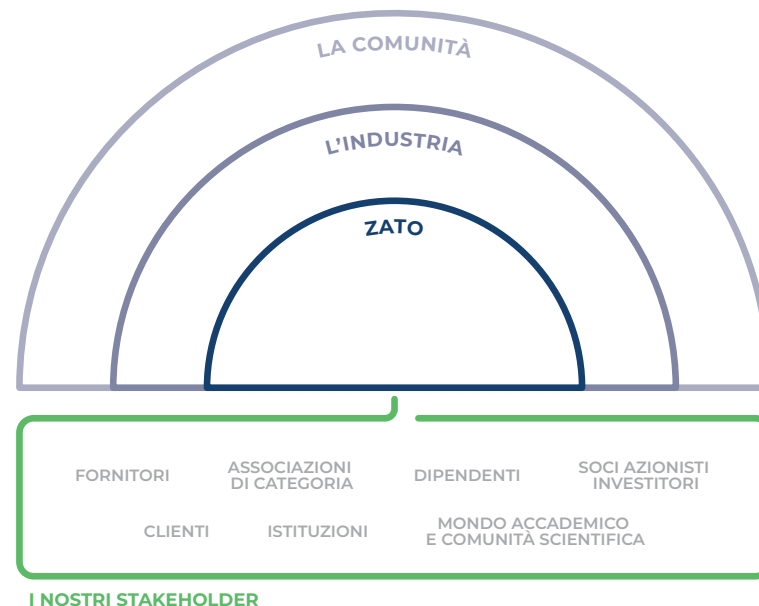 LA COMUNITÀ
L'INDUSTRIA
ZATO
FORNITORI
ASSOCIAZIONI
DI CATEGORIA
DIPENDENTI
SOCI AZIONISTI
INVESTITORI
CLIENTI
ISTITUZIONI
MONDO ACCADEMICO
E COMUNITÀ SCIENTIFICA
I NOSTRI STAKEHOLDER